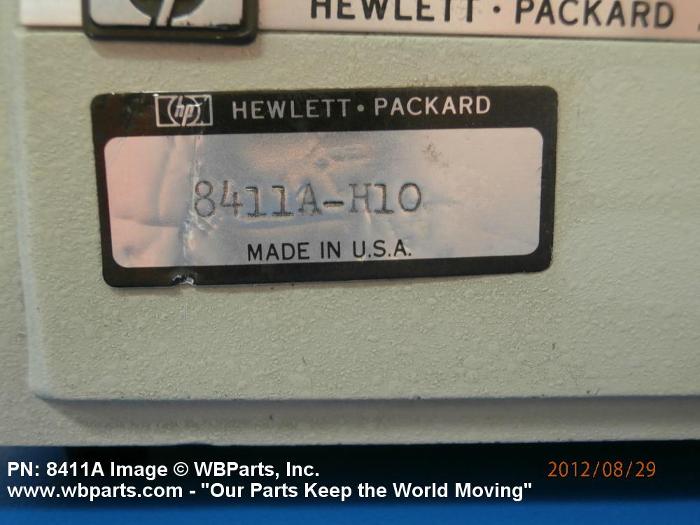 HEWLETT · PACKARD
hp HEWLETT · PACKARD
8411A-H10
MADE IN U.S.A.
PN: 8411A Image © WBParts, Inc.
2012/08/29
www.wbparts.com - "Our Parts Keep the World Moving"